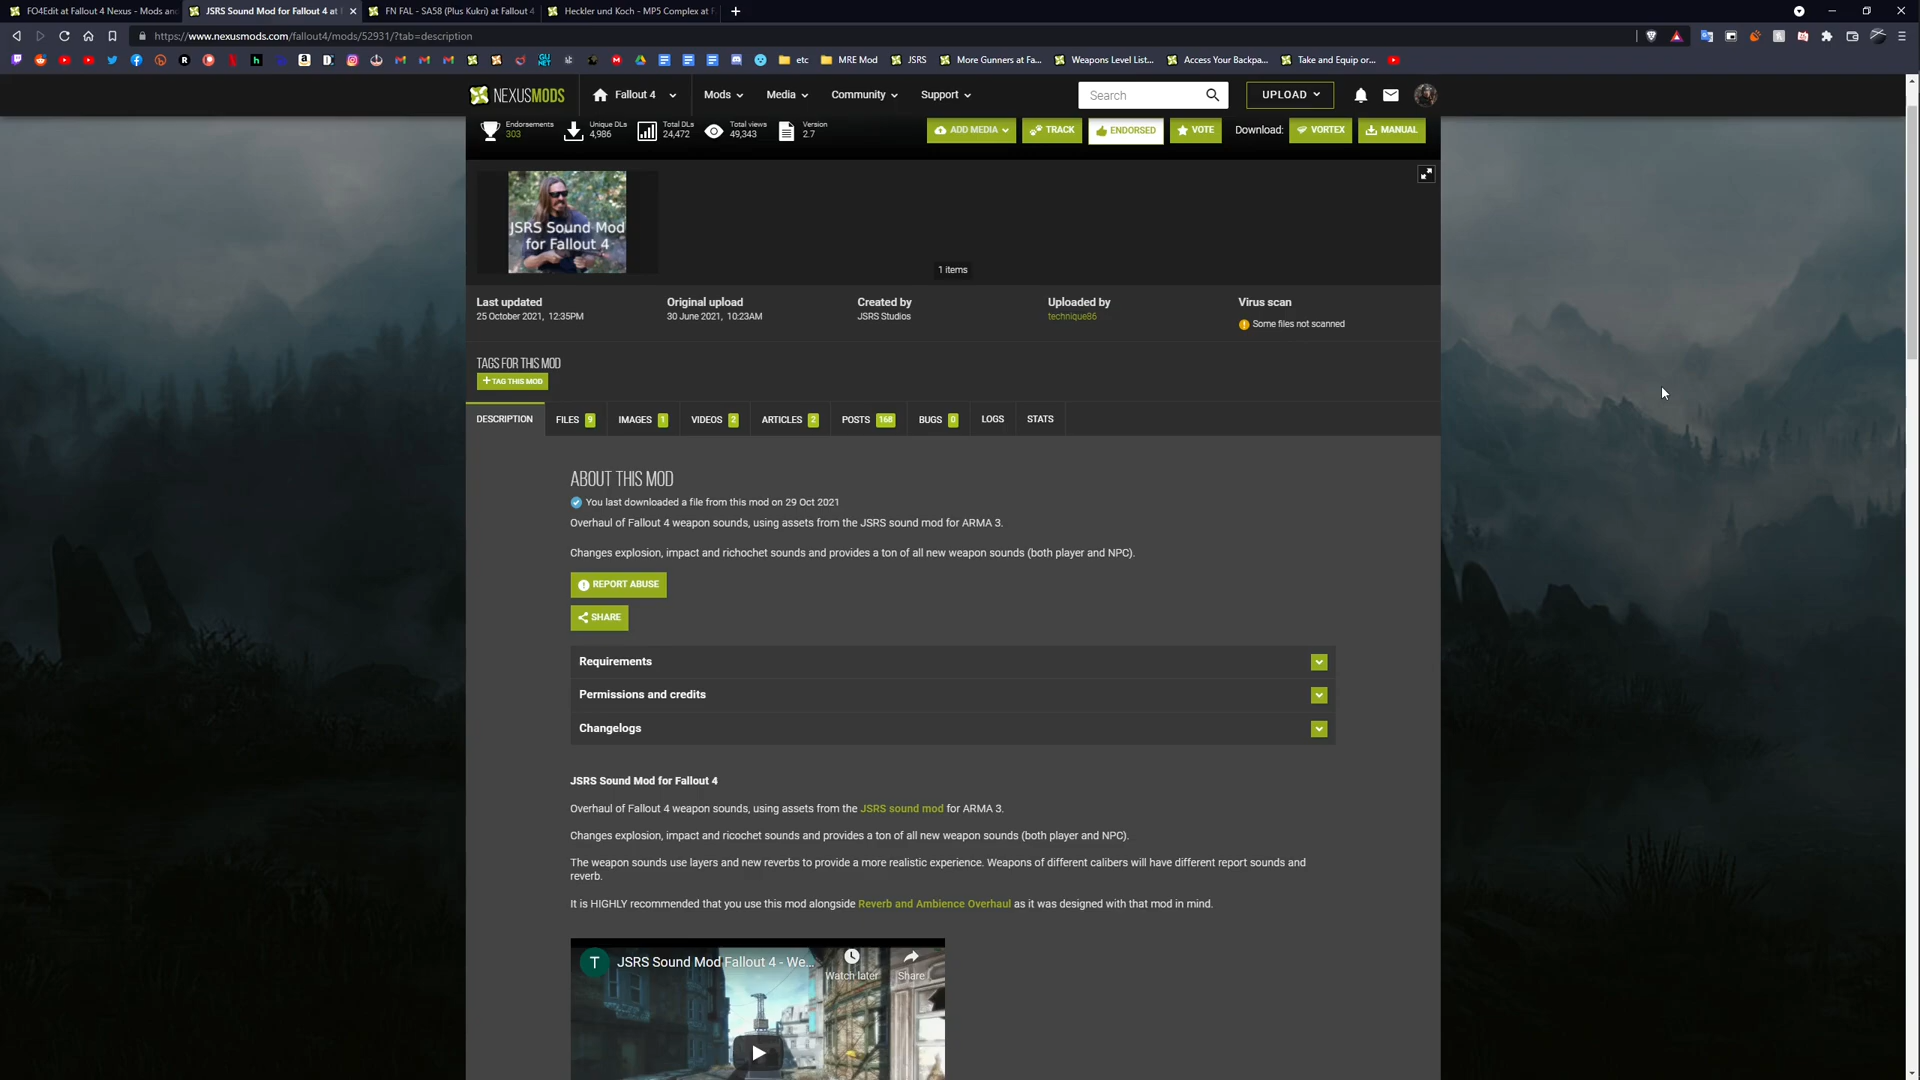 FO4Edit at Fallout 4 Nexus - Mods and
JSRS Sound Mod for Fallout 4 at
FN FAL - SA58 (Plus Kukri) at Fallout 4
Heckler und Koch - MP5 Complex at F
https://www.nexusmods.com/fallout4/mods/52931/?tab=description
etc
MRE Mod
JSRS
More Gunners at Fa...
Weapons Level List...
Access Your Backpa...
Take and Equip or...
NEXUSMODS
Fallout 4
Mods
Media
Community
Support
Search
UPLOAD
Endorsements
303
Unique DLs
4,986
Total DLs
24,472
Total views
49,343
Version
2.7
ADD MEDIA
TRACK
ENDORSED
VOTE
Download:
VORTEX
MANUAL
JSRS Sound Mod
for Fallout 4
1 items
Last updated
25 October 2021, 12:35PM
Original upload
30 June 2021, 10:23AM
Created by
JSRS Studios
Uploaded by
technique86
Virus scan
Some files not scanned
TAGS FOR THIS MOD
+ TAG THIS MOD
DESCRIPTION
FILES 9
IMAGES 1
VIDEOS 2
ARTICLES 2
POSTS 168
BUGS 0
LOGS
STATS
ABOUT THIS MOD
You last downloaded a file from this mod on 29 Oct 2021
Overhaul of Fallout 4 weapon sounds, using assets from the JSRS sound mod for ARMA 3.
Changes explosion, impact and richochet sounds and provides a ton of all new weapon sounds (both player and NPC).
REPORT ABUSE
SHARE
Requirements
Permissions and credits
Changelogs
JSRS Sound Mod for Fallout 4
Overhaul of Fallout 4 weapon sounds, using assets from the JSRS sound mod for ARMA 3.
Changes explosion, impact and ricochet sounds and provides a ton of all new weapon sounds (both player and NPC).
The weapon sounds use layers and new reverbs to provide a more realistic experience. Weapons of different calibers will have different report sounds and
reverb.
It is HIGHLY recommended that you use this mod alongside Reverb and Ambience Overhaul as it was designed with that mod in mind.
T
JSRS Sound Mod Fallout 4 - We...
Watch later
Share